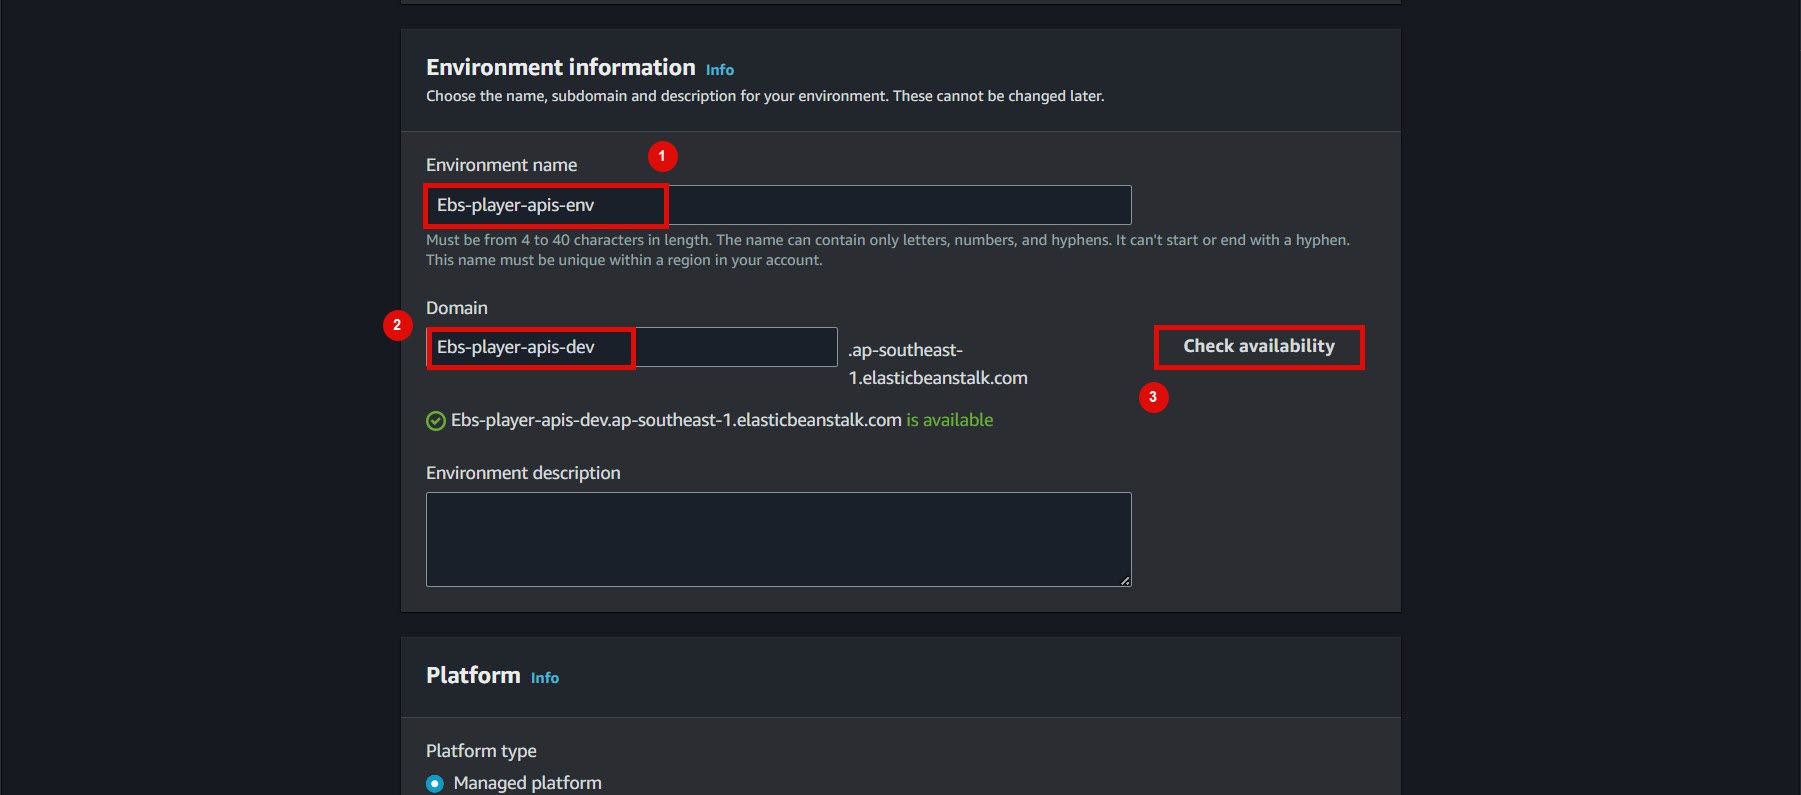 Environment information Info
Choose the name, subdomain and description for your environment. These cannot be changed later.
Environment name
1
Ebs-player-apis-env
Must be from 4 to 40 characters in length. The name can contain only letters, numbers, and hyphens. It can't start or end with a hyphen.
This name must be unique within a region in your account.
Domain
2
Ebs-player-apis-dev
.ap-southeast-
1.elasticbeanstalk.com
Check availability
3
Ebs-player-apis-dev.ap-southeast-1.elasticbeanstalk.com is available
Environment description
Platform Info
Platform type
Managed platform